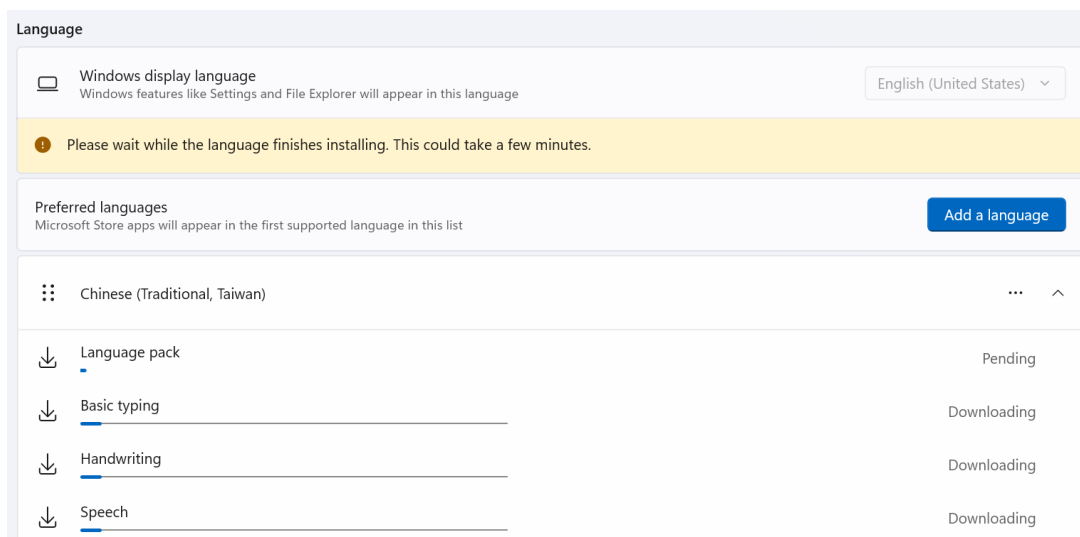 Language
Windows display language
Windows features like Settings and File Explorer will appear in this language
English (United States)
Please wait while the language finishes installing. This could take a few minutes.
Preferred languages
Microsoft Store apps will appear in the first supported language in this list
Add a language
Chinese (Traditional, Taiwan)
Language pack
Pending
Basic typing
Downloading
Handwriting
Downloading
Speech
Downloading